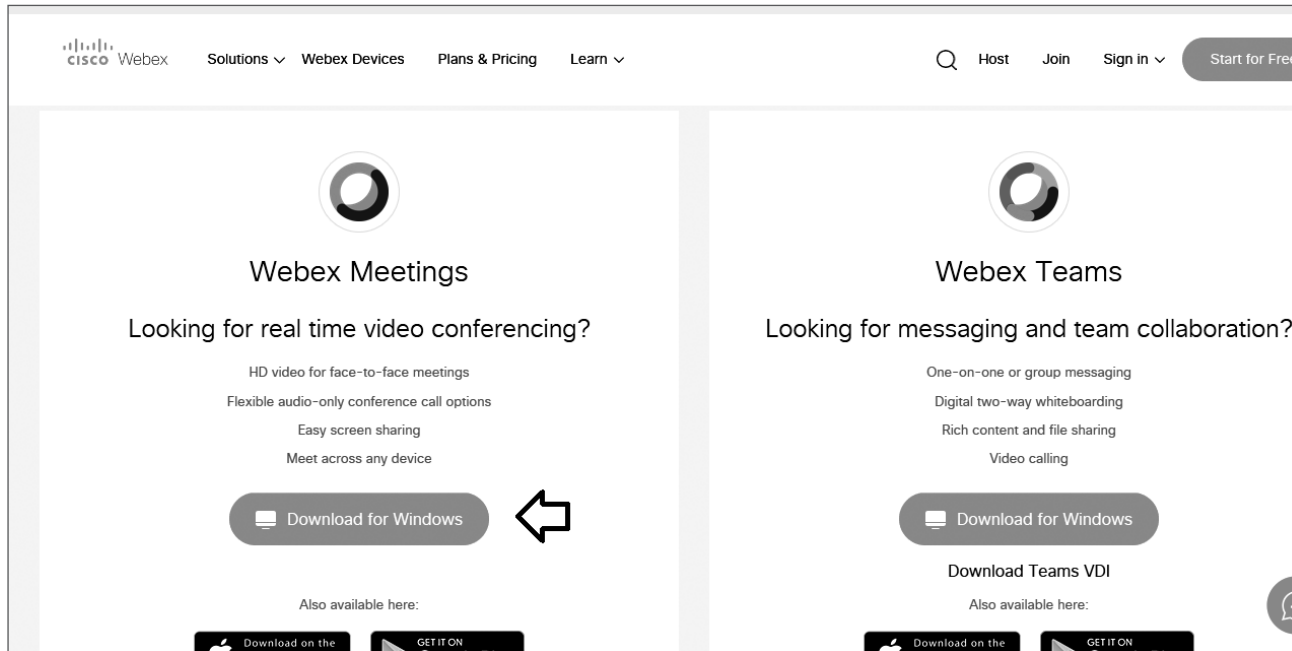 CISCO Webex
Solutions Webex Devices Plans & Pricing Learn
Host Join Sign in Start for Free
Webex Meetings
Looking for real time video conferencing?
HD video for face-to-face meetings
Flexible audio-only conference call options
Easy screen sharing
Meet across any device
Download for Windows
Also available here:
Download on the
GET IT ON
Webex Teams
Looking for messaging and team collaboration?
One-on-one or group messaging
Digital two-way whiteboarding
Rich content and file sharing
Video calling
Download for Windows
Download Teams VDI
Also available here:
Download on the
GET IT ON